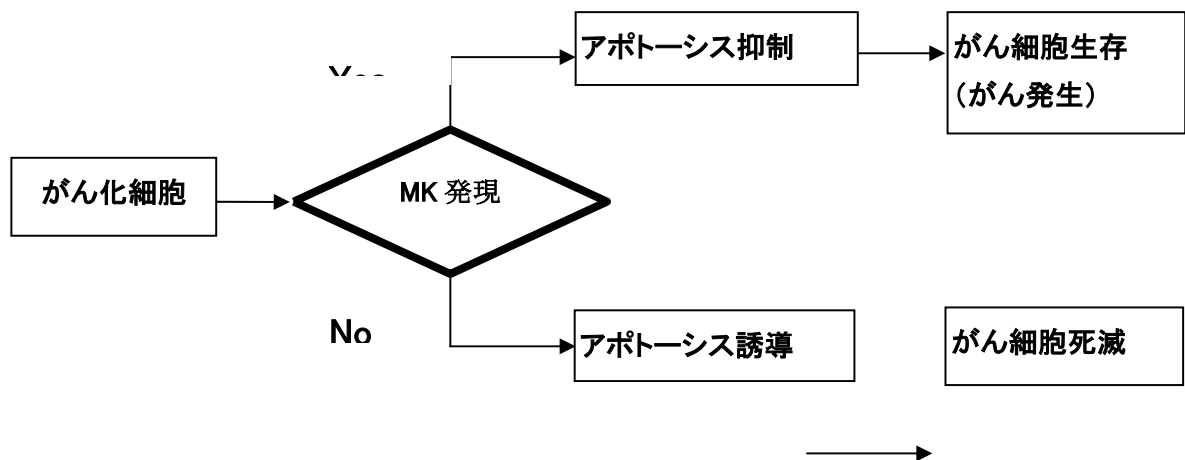 アポトーシス抑制
がん細胞生存
（がん発生）
がん化細胞
MK 発現
No
アポトーシス誘導
がん細胞死滅